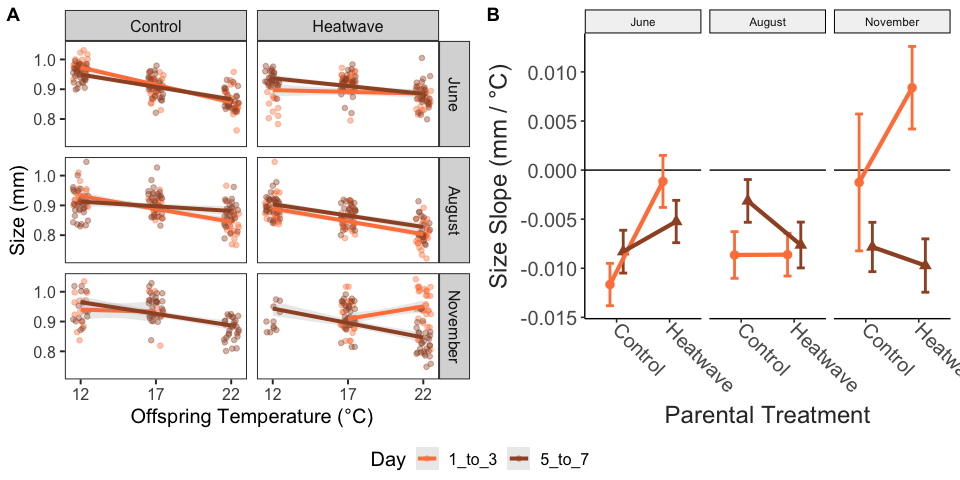 A
Control
Heatwave
1.0
0.9
0.8
June
1.0
0.9
0.8
August
1.0
0.9
0.8
November
Size (mm)
12
17
22
12
17
22
Offspring Temperature (°C)
B
June
August
November
0.010
0.005
0.000
-0.005
-0.010
-0.015
Size Slope (mm / °C)
Control
Heatwave
Control
Heatwave
Control
Heatwa
Parental Treatment
Day
1_to_3
5_to_7